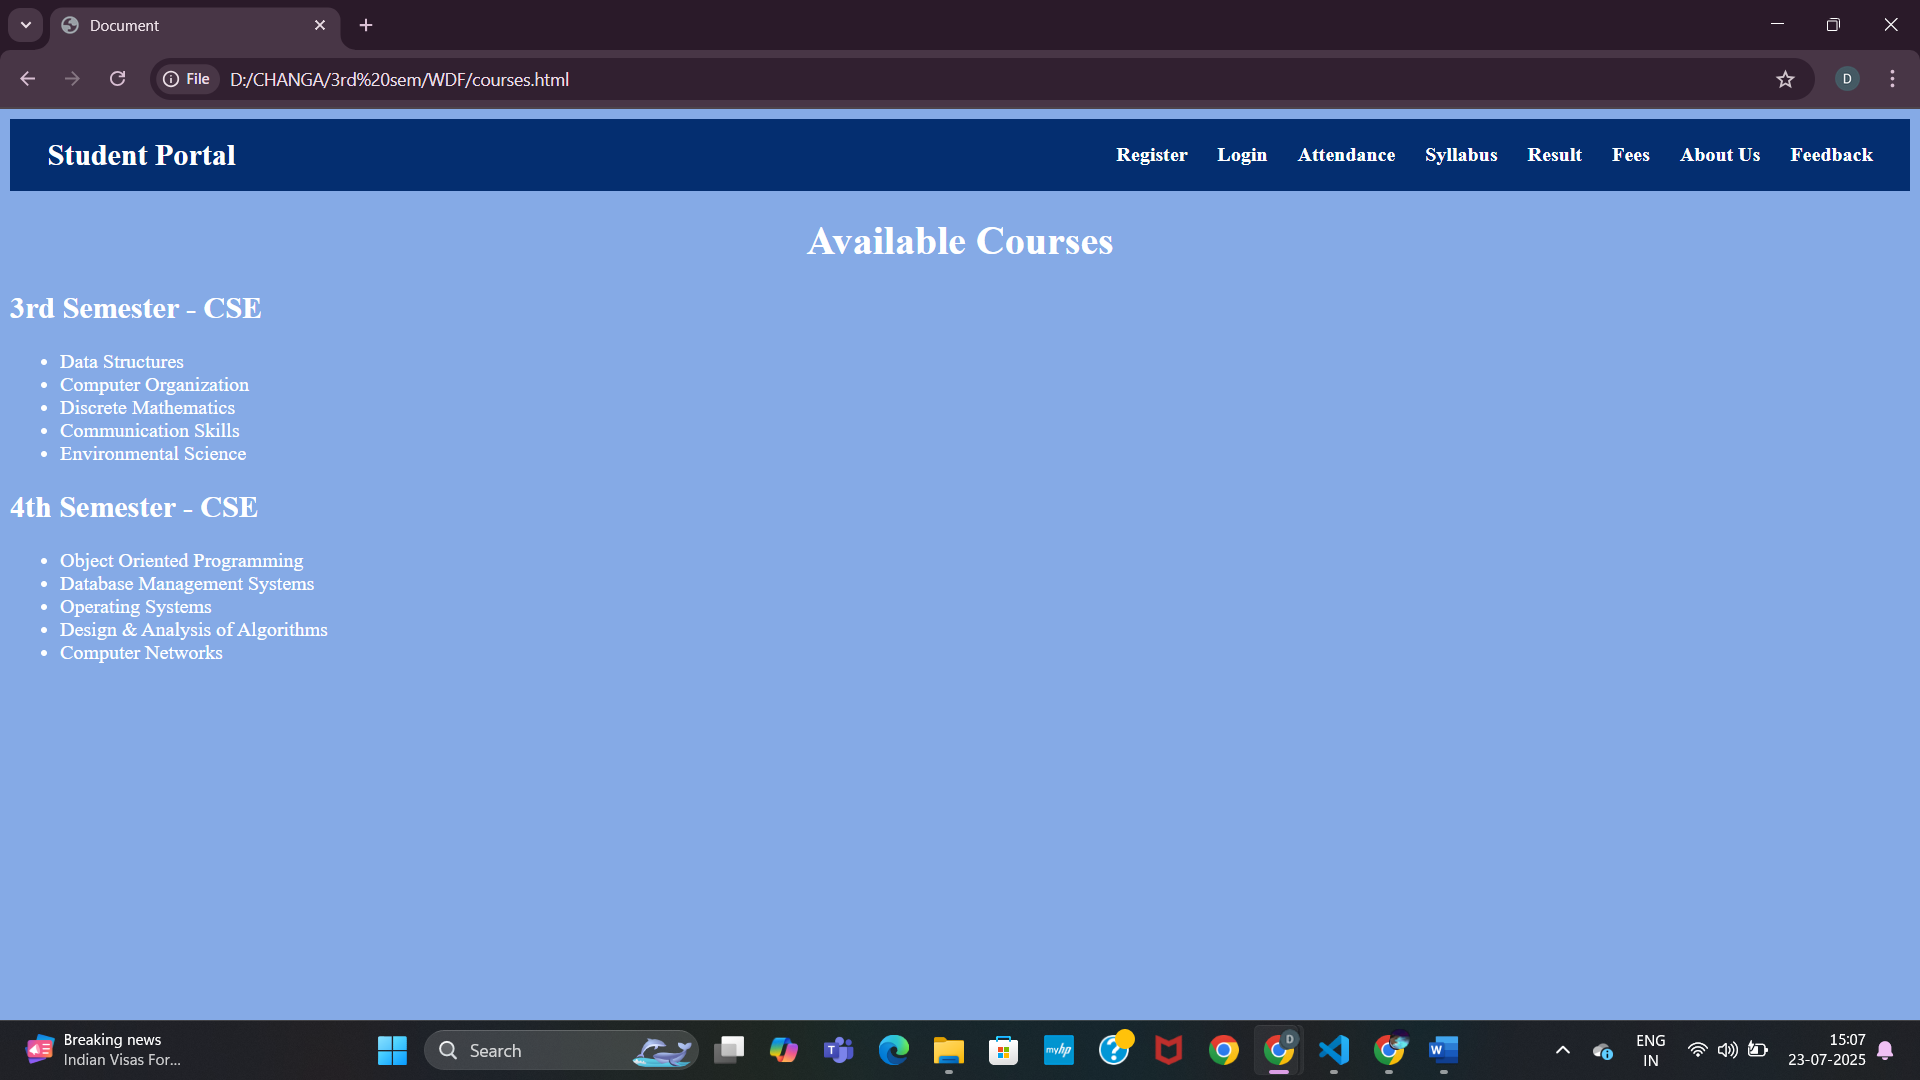 Document
File D:/CHANGA/3rd%20sem/WDF/courses.html
D
Student Portal
Register Login Attendance Syllabus Result Fees About Us Feedback
Available Courses
3rd Semester - CSE
• Data Structures
• Computer Organization
• Discrete Mathematics
• Communication Skills
• Environmental Science
4th Semester - CSE
• Object Oriented Programming
• Database Management Systems
• Operating Systems
• Design & Analysis of Algorithms
• Computer Networks
Breaking news
Indian Visas For...
Search
T
myhp
?
D
W
ENG
IN
15:07
23-07-2025